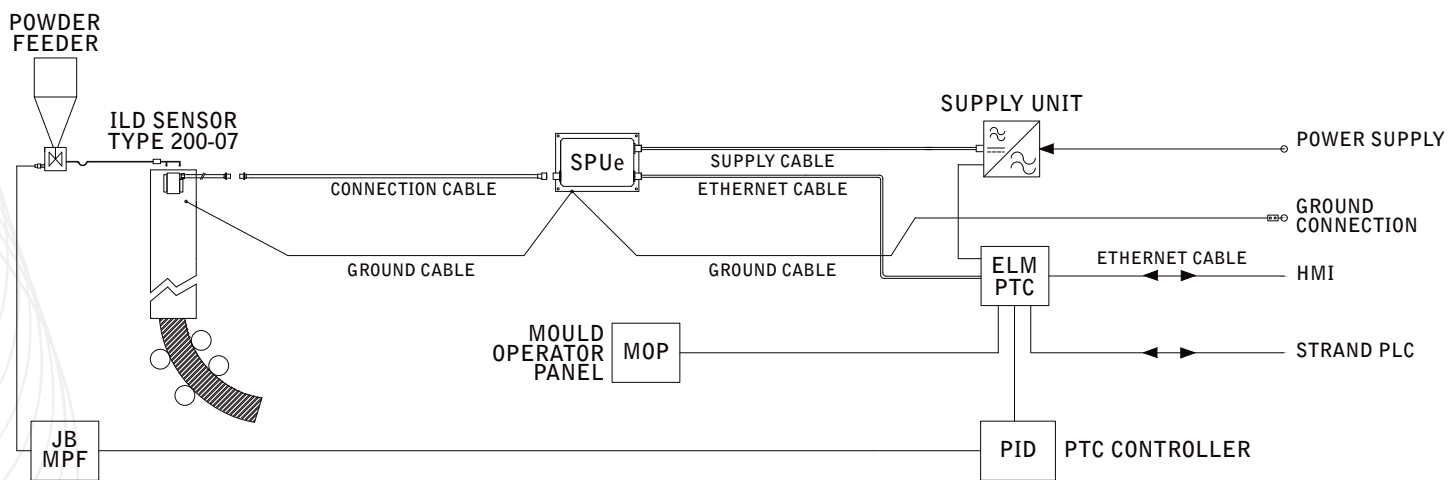 POWDER
FEEDER
ILD SENSOR
TYPE 200-07
SUPPLY UNIT
SPUe
POWER SUPPLY
SUPPLY CABLE
CONNECTION CABLE
ETHERNET CABLE
GROUND
CONNECTION
GROUND CABLE
GROUND CABLE
ELM
PTC
ETHERNET CABLE
HMI
MOULD
OPERATOR
PANEL
MOP
STRAND PLC
JB
MPF
PID
PTC CONTROLLER